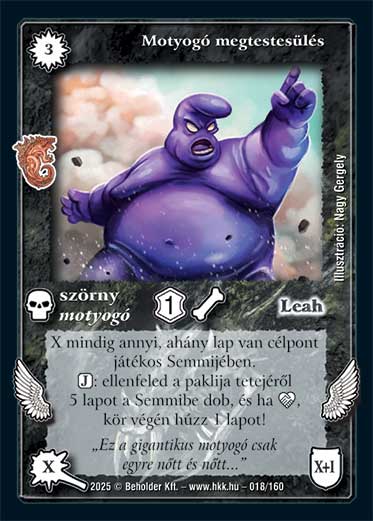 3
Motyogó megtestesülés
Illusztráció: Nagy Gergely
szörny
motyogó
1
Leah
X mindig annyi, ahány lap van célpont
játékos Semmijében.
J: ellenfeled a paklija tetejéről
5 lapot a Semmibe dob, és ha ,
kör végén húzz 1 lapot!
„Ez a gigantikus motyogó csak
egyre nőtt és nőtt...”
X
X+1
2025 © Beholder Kft. – www.hkk.hu – 018/160